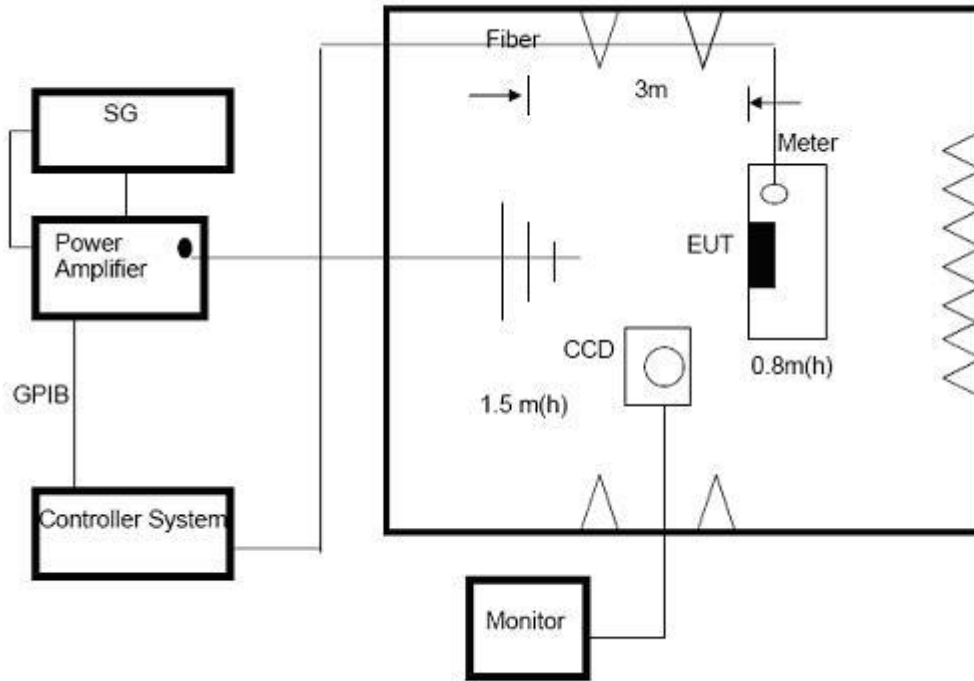 Fiber
3m
SG
Meter
Power
Amplifier
EUT
CCD
0.8m(h)
GPIB
1.5 m(h)
Controller System
Monitor